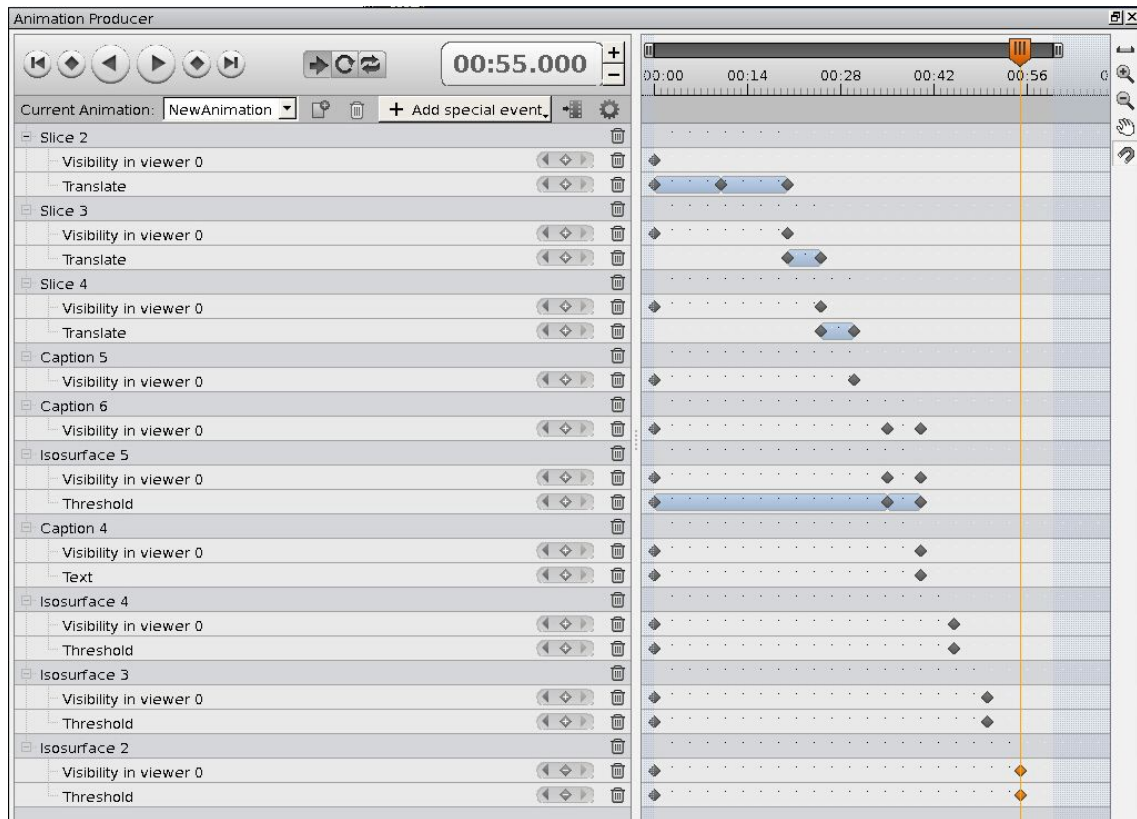 Animation Producer
00:55.000
00:00 00:14 00:28 00:42 00:56 0
Current Animation: NewAnimation + Add special event
Slice 2
Visibility in viewer 0
Translate
Slice 3
Visibility in viewer 0
Translate
Slice 4
Visibility in viewer 0
Translate
Caption 5
Visibility in viewer 0
Caption 6
Visibility in viewer 0
Isosurface 5
Visibility in viewer 0
Threshold
Caption 4
Visibility in viewer 0
Text
Isosurface 4
Visibility in viewer 0
Threshold
Isosurface 3
Visibility in viewer 0
Threshold
Isosurface 2
Visibility in viewer 0
Threshold